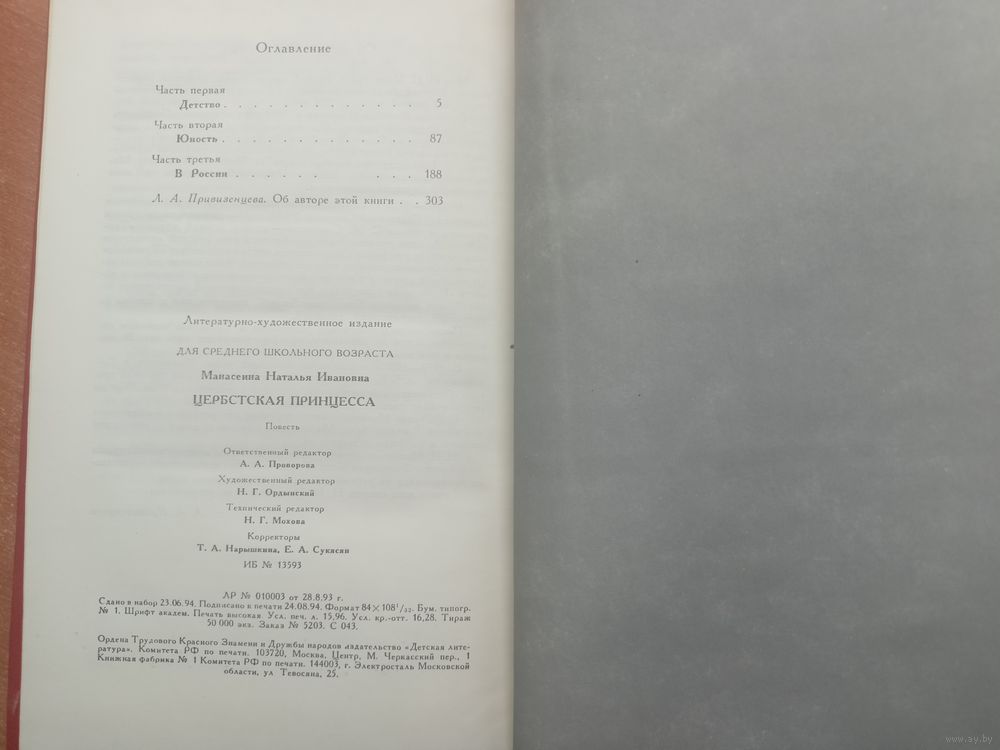 Оглавление
Часть первая
Детство . . . . . . . . . . . . . 5
Часть вторая
Юность . . . . . . . . . . . . . 87
Часть третья
В России . . . . . . . . . . 188
Л. А. Привизенцева. Об авторе этой книги . . 303
Литературно-художественное издание
ДЛЯ СРЕДНЕГО ШКОЛЬНОГО ВОЗРАСТА
Манасеина Наталья Ивановна
ЦЕРБСТСКАЯ ПРИНЦЕССА
Повесть
Ответственный редактор
А. А. Проворова
Художественный редактор
Н. Г. Ордынский
Технический редактор
Н. Г. Мохова
Корректоры
Т. А. Нарышкина, Е. А. Сукясян
ИБ № 13593
ЛР № 010003 от 28.8.93 г.
Сдано в набор 23.06.94. Подписано к печати 24.08.94. Формат 84×108¹/₃₂. Бум. типогр.
№ 1. Шрифт академ. Печать высокая Усл. печ. л. 15,96. Усл. кр.-отт. 16,28. Тираж
50 000 экз. Заказ № 5203. С 043.
Ордена Трудового Красного Знамени и Дружбы народов издательство «Детская лите-
ратура». Комитета РФ по печати. 103720, Москва, Центр, М. Черкасский пер., 1
Книжная фабрика № 1 Комитета РФ по печати. 144003, г. Электросталь Московской
области, ул Тевосяна, 25.
www.ay.by